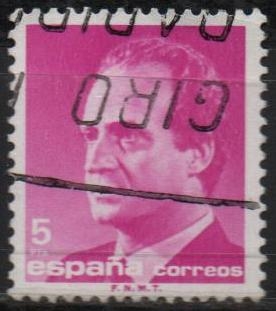 GIRO
5
PTA
españa correos
F.N.M.T.